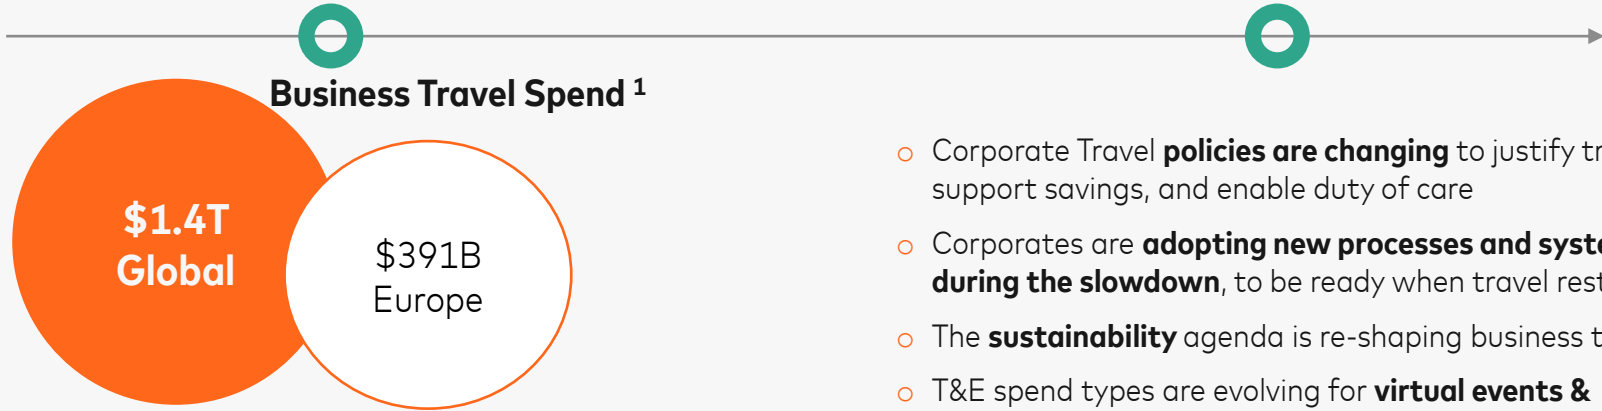 Business Travel Spend 1
$1.4T
Global
$391B
Europe
o Corporate Travel policies are changing to justify
support savings, and enable duty of care
o Corporates are adopting new processes and
during the slowdown, to be ready when travel
o The sustainability agenda is re-shaping business
o T&E spend types are evolving for virtual events &